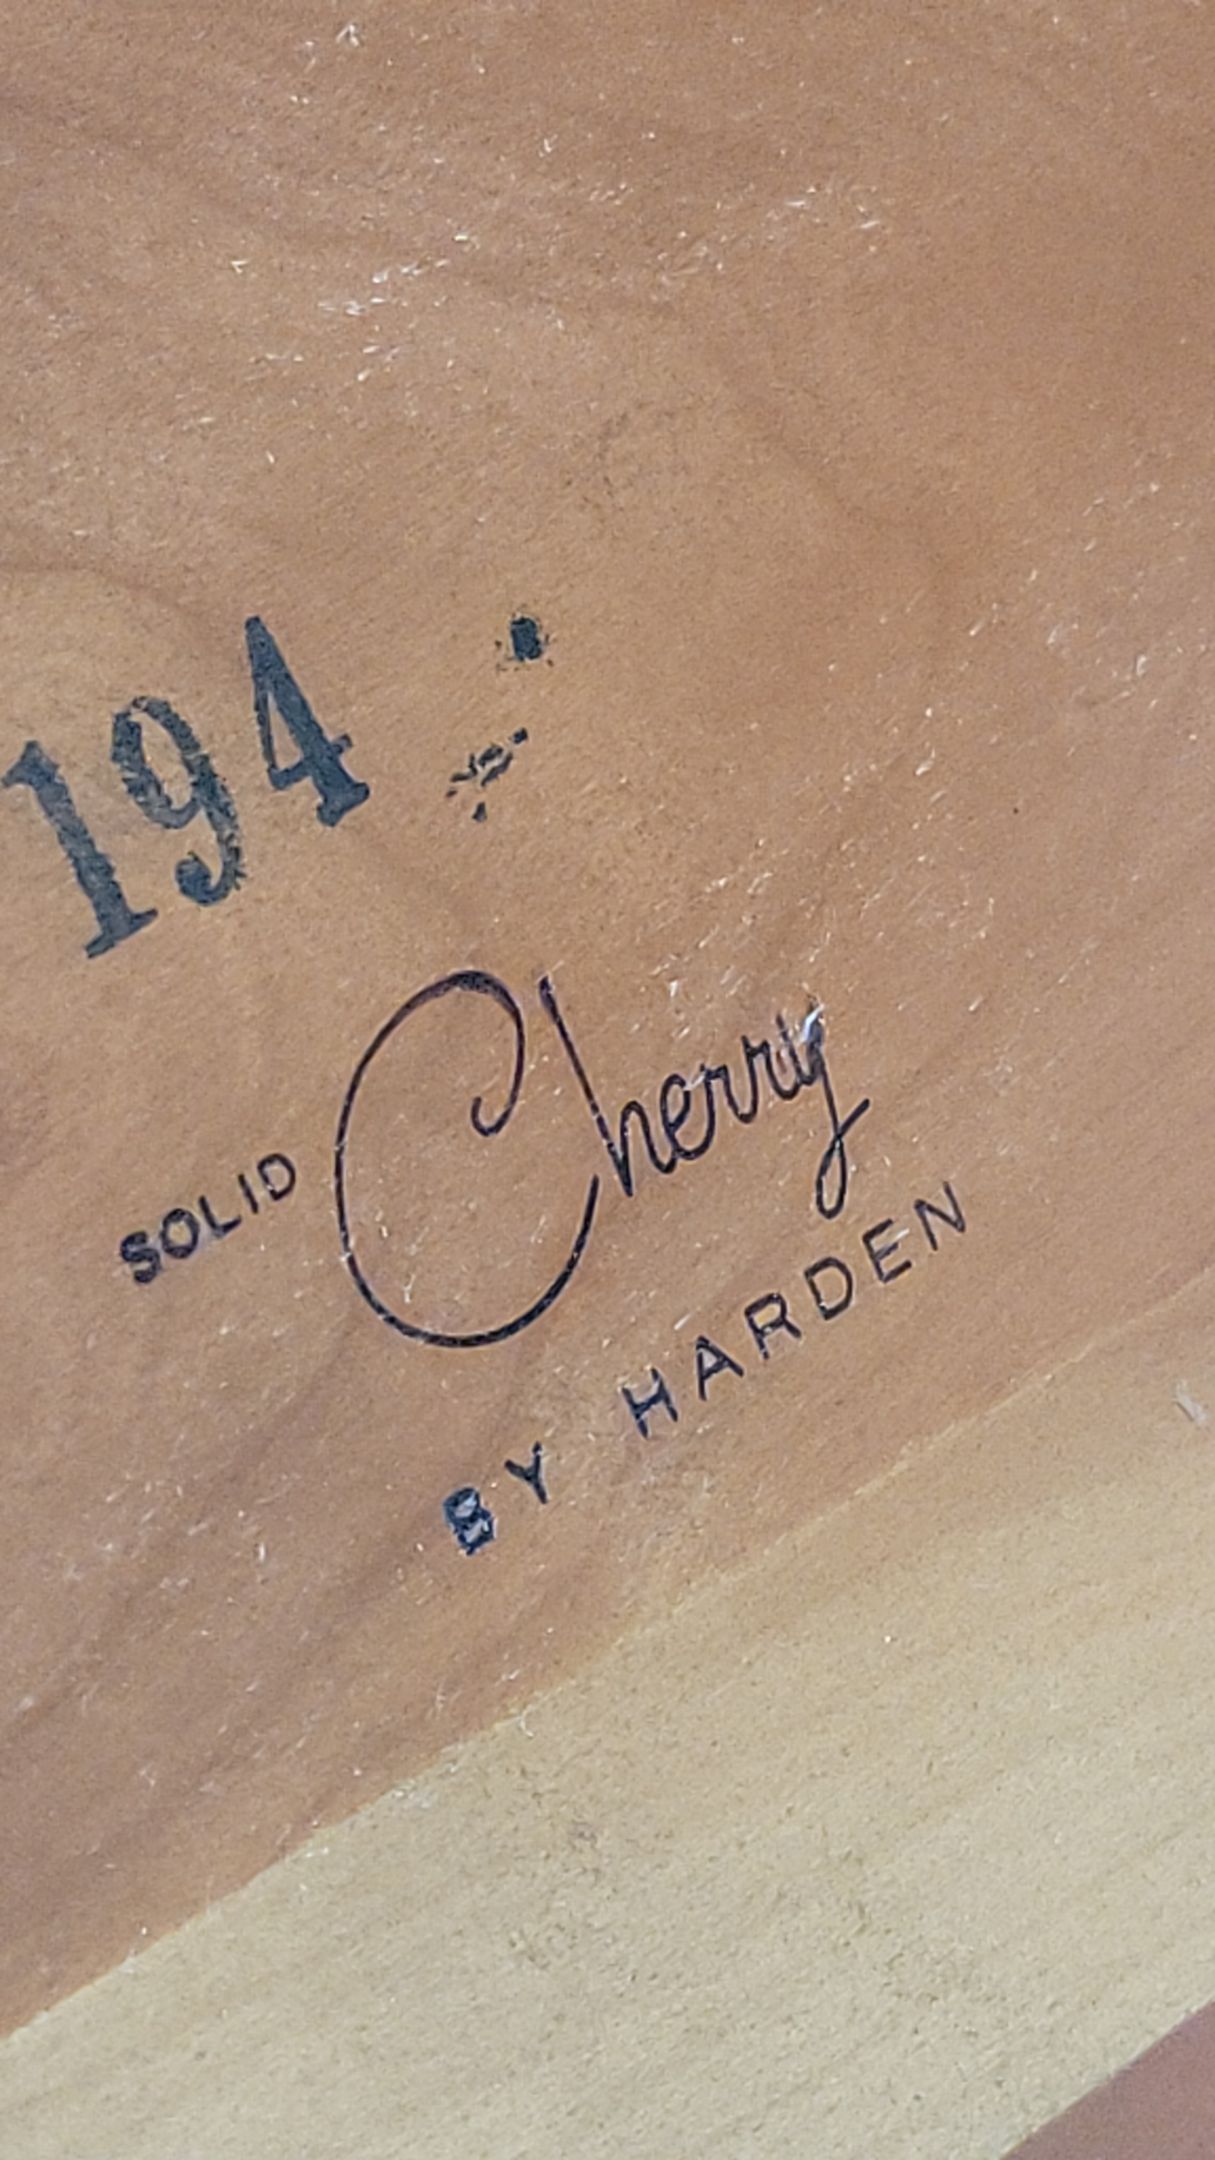 194
SOLID Cherry
BY HARDEN